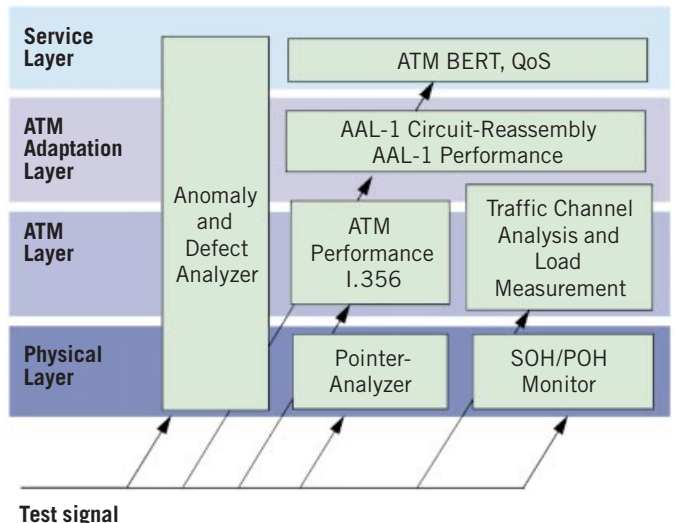 Service
Layer
ATM
Adaptation
Layer
ATM
Layer
Physical
Layer
Anomaly
and
Defect
Analyzer
ATM BERT, QoS
AAL-1 Circuit-Reassembly
AAL-1 Performance
ATM
Performance
I.356
Traffic Channel
Analysis and
Load
Measurement
Pointer-
Analyzer
SOH/POH
Monitor
Test signal